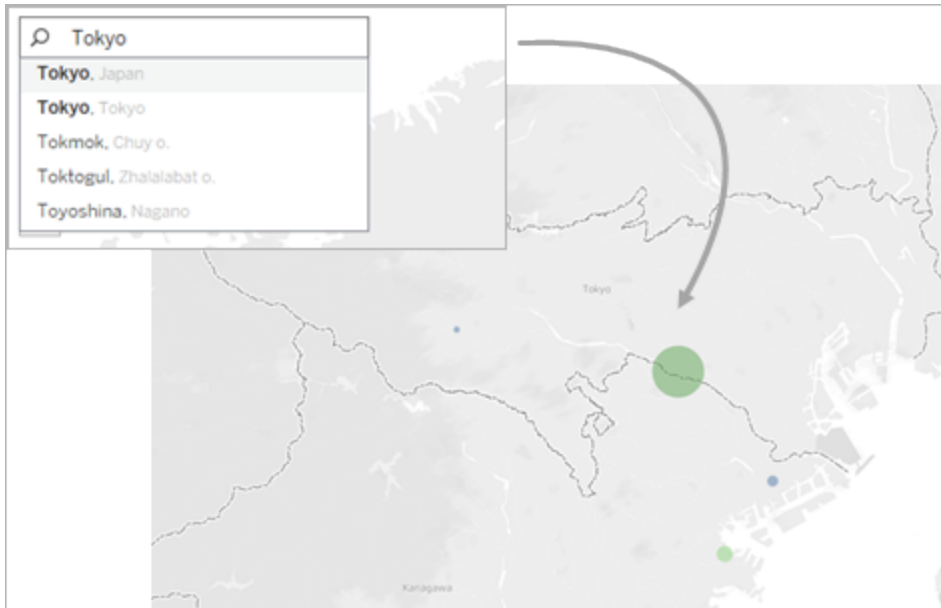 Tokyo
Tokyo, Japan
Tokyo, Tokyo
Tokmok, Chuy o.
Toktogul, Zhalalabat o.
Toyoshina, Nagano
Tokyo
Kanagawa